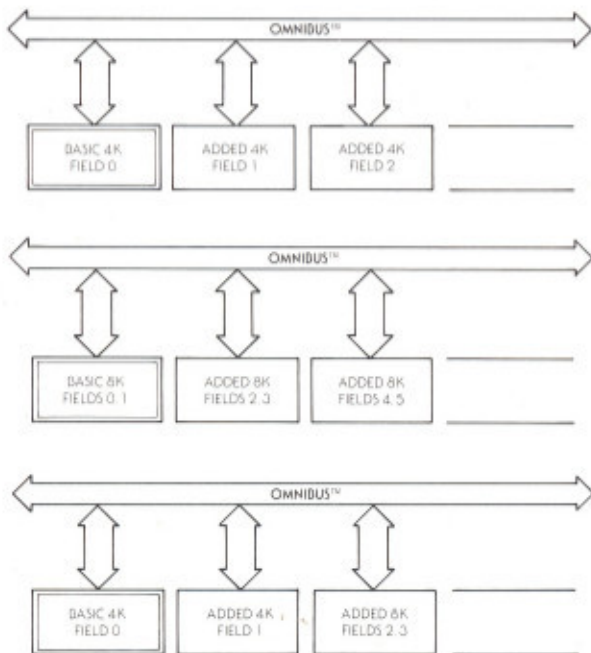 OMNIBUS™
BASIC 4K
FIELD 0
ADDED 4K
FIELD 1
ADDED 4K
FIELD 2
OMNIBUS™
BASIC 8K
FIELDS 0, 1
ADDED 8K
FIELDS 2, 3
ADDED 8K
FIELDS 4, 5
OMNIBUS™
BASIC 4K
FIELD 0
ADDED 4K
FIELD 1
ADDED 8K
FIELDS 2, 3